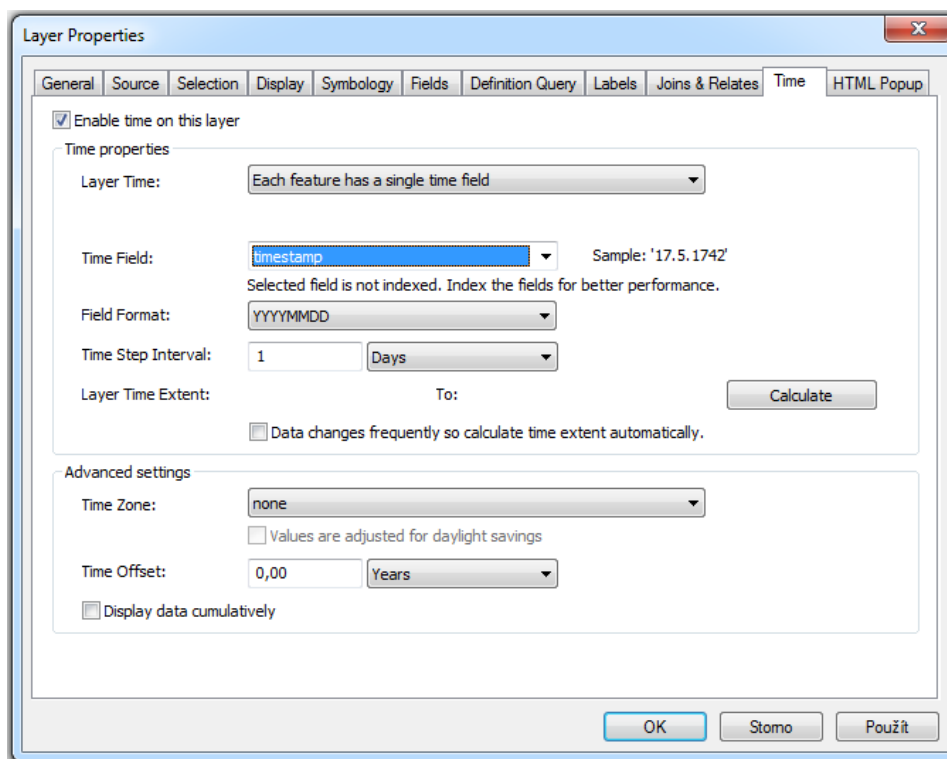 Layer Properties
General Source Selection Display Symbology Fields Definition Query Labels Joins & Relates Time HTML Popup
Enable time on this layer
Time properties
Layer Time: Each feature has a single time field
Time Field: timestamp Sample: '17.5.1742'
Selected field is not indexed. Index the fields for better performance.
Field Format: YYYYMMDD
Time Step Interval: 1 Days
Layer Time Extent: To: Calculate
Data changes frequently so calculate time extent automatically.
Advanced settings
Time Zone: none
Values are adjusted for daylight savings
Time Offset: 0,00 Years
Display data cumulatively
OK Stomo Použít